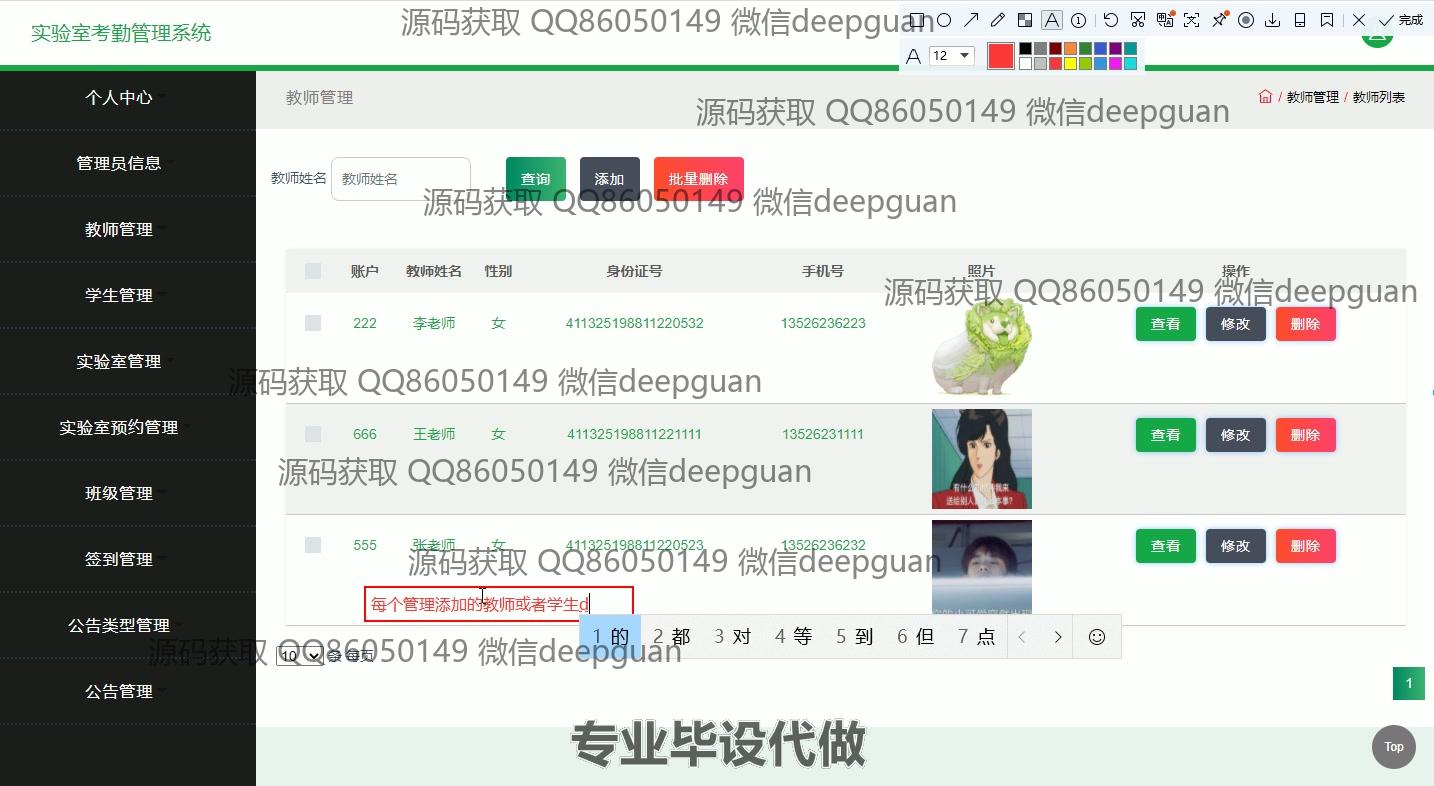 实验室考勤管理系统
源码获取 QQ86050149 微信deepguan
完成
A 12
个人中心
教师管理
/ 教师管理 / 教师列表
源码获取 QQ86050149 微信deepguan
管理员信息
教师姓名 教师姓名 查询 添加 批量删除
源码获取 QQ86050149 微信deepguan
教师管理
账户 教师姓名 性别 身份证号 手机号 照片 操作
源码获取 QQ86050149 微信deepguan
学生管理
222 李老师 女 411325198811220532 13526236223 查看 修改 删除
实验室管理
源码获取 QQ86050149 微信deepguan
实验室预约管理
666 王老师 女 411325198811221111 13526231111 查看 修改 删除
源码获取 QQ86050149 微信deepguan
班级管理
555 张老师 女 411325198811220523 13526236232 查看 修改 删除
源码获取 QQ86050149 微信deepguan
签到管理
每个管理添加的教师或者学生d
1 的 2 都 3 对 4 等 5 到 6 但 7 点
公告类型管理
源码获取 QQ86050149 微信deepguan
10 条 每页
公告管理
1
专业毕设代做
Top